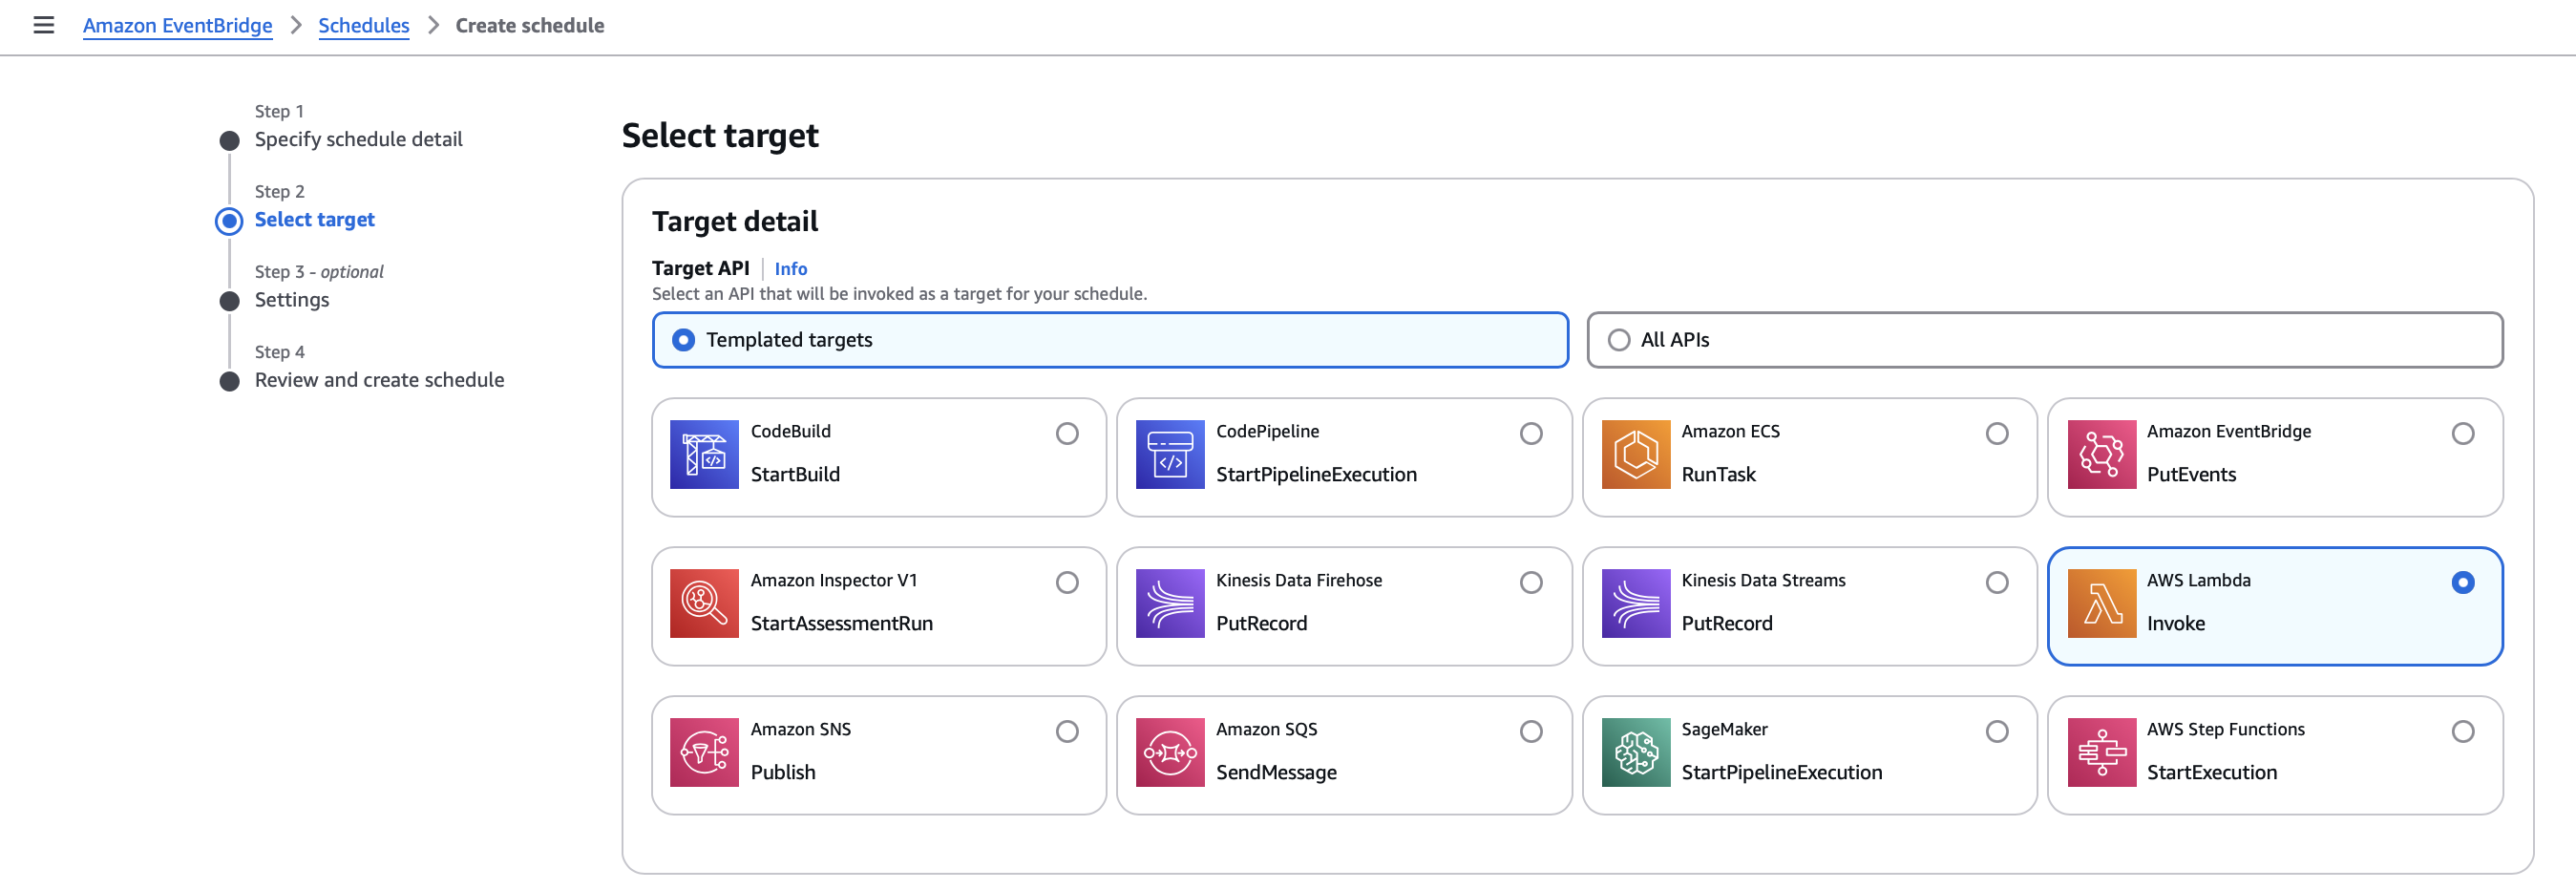 Amazon EventBridge > Schedules > Create schedule
Step 1
Specify schedule detail
Step 2
Select target
Step 3 - optional
Settings
Step 4
Review and create schedule
Select target
Target detail
Target API | Info
Select an API that will be invoked as a target for your schedule.
Templated targets
All APIs
CodeBuild
StartBuild
CodePipeline
StartPipelineExecution
Amazon ECS
RunTask
Amazon EventBridge
PutEvents
Amazon Inspector V1
StartAssessmentRun
Kinesis Data Firehose
PutRecord
Kinesis Data Streams
PutRecord
AWS Lambda
Invoke
Amazon SNS
Publish
Amazon SQS
SendMessage
SageMaker
StartPipelineExecution
AWS Step Functions
StartExecution